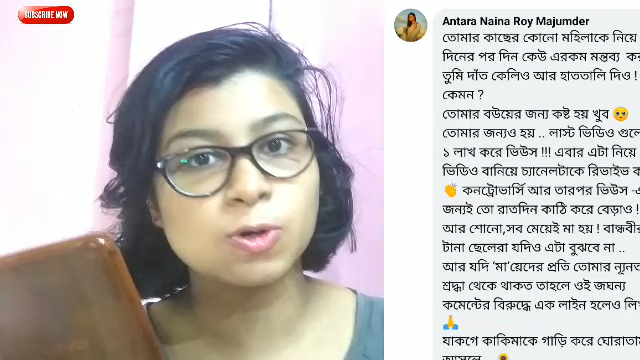 SUBSCRIBE NOW
Antara Naina Roy Majumder
তোমার কাছের কোনো মহিলাকে নিয়ে
দিনের পর দিন কেউ এরকম মন্তব্য
তুমি দাঁত কেলিও আর হাততালি দিও !
কেমন ?
তোমার বউয়ের জন্য কষ্ট হয় খুব 🥺
তোমার জন্যও হয় .. লাস্ট ভিডিও
১ লাখ করে ভিউস !!! এবার এটা নিয়ে
ভিডিও বানিয়ে চ্যানেলটাকে রিভাইভ
👏 কনট্রোভার্সি আর তারপর ভিউস
জন্যই তো রাতদিন কাঠি করে বেড়াও !
আর শোনো,সব মেয়েই মা হয় !
টানা ছেলেরা যদিও এটা বুঝবে না ..
আর যদি 'মা'য়েদের প্রতি তোমার
শ্রদ্ধা থেকে থাকত তাহলে ওই জঘন্য
কমেন্টের বিরুদ্ধে এক লাইন হলেও
🙏
যাকগে কাকিমাকে গাড়ি করে